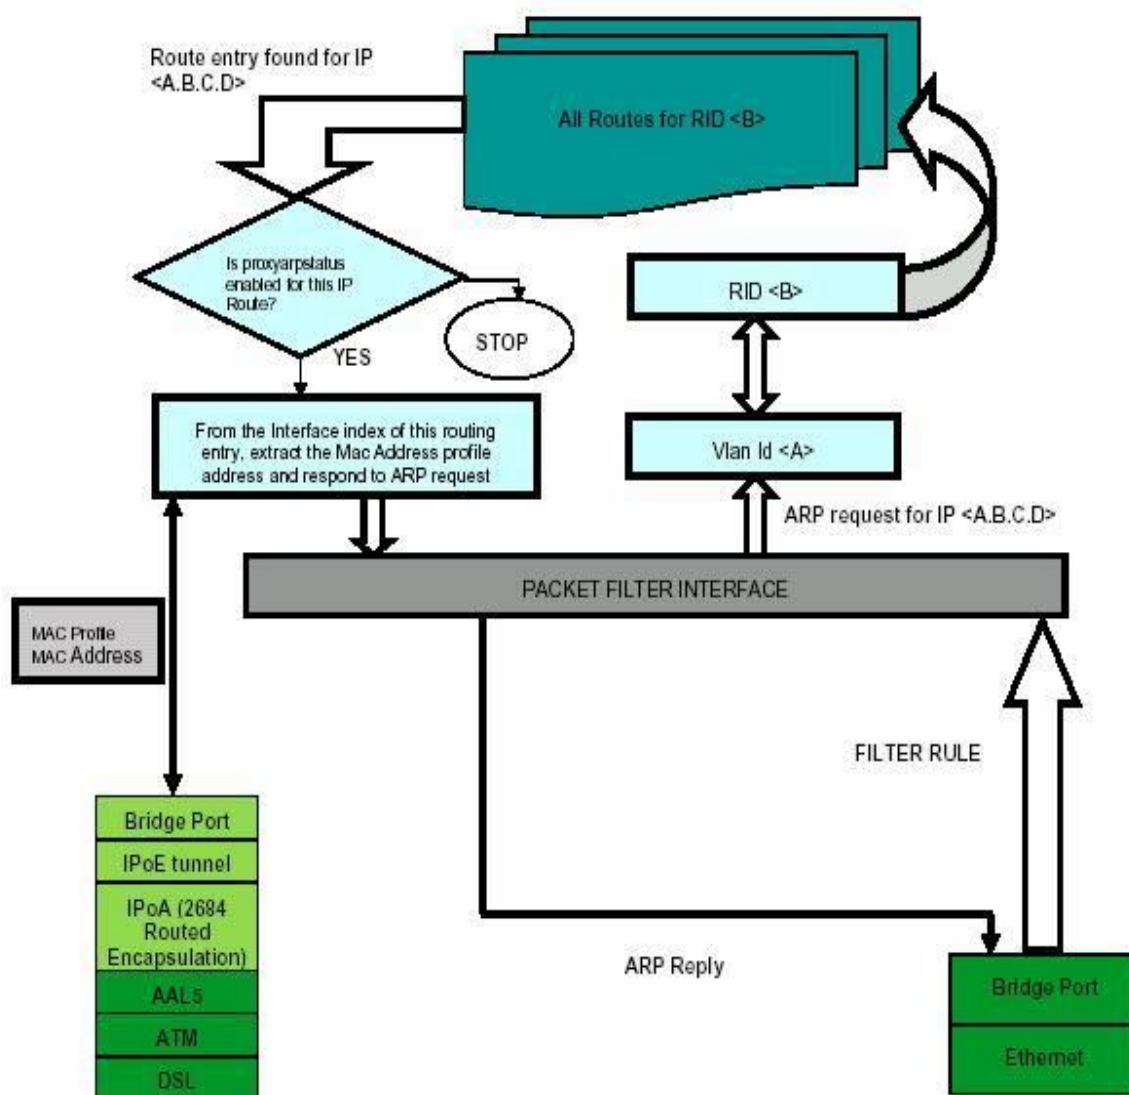 Route entry found for IP
<A.B.C.D>
All Routes for RID <B>
Is proxyarpstatus
enabled for this IP
Route?
RID <B>
STOP
YES
From the Interface index of this routing
entry, extract the Mac Address profile
address and respond to ARP request
Vlan Id <A>
ARP request for IP <A.B.C.D>
PACKET FILTER INTERFACE
MAC Profile
MAC Address
FILTER RULE
Bridge Port
IPoE tunnel
IPoA (2684
Routed
Encapsulation)
AAL5
ATM
DSL
ARP Reply
Bridge Port
Ethernet